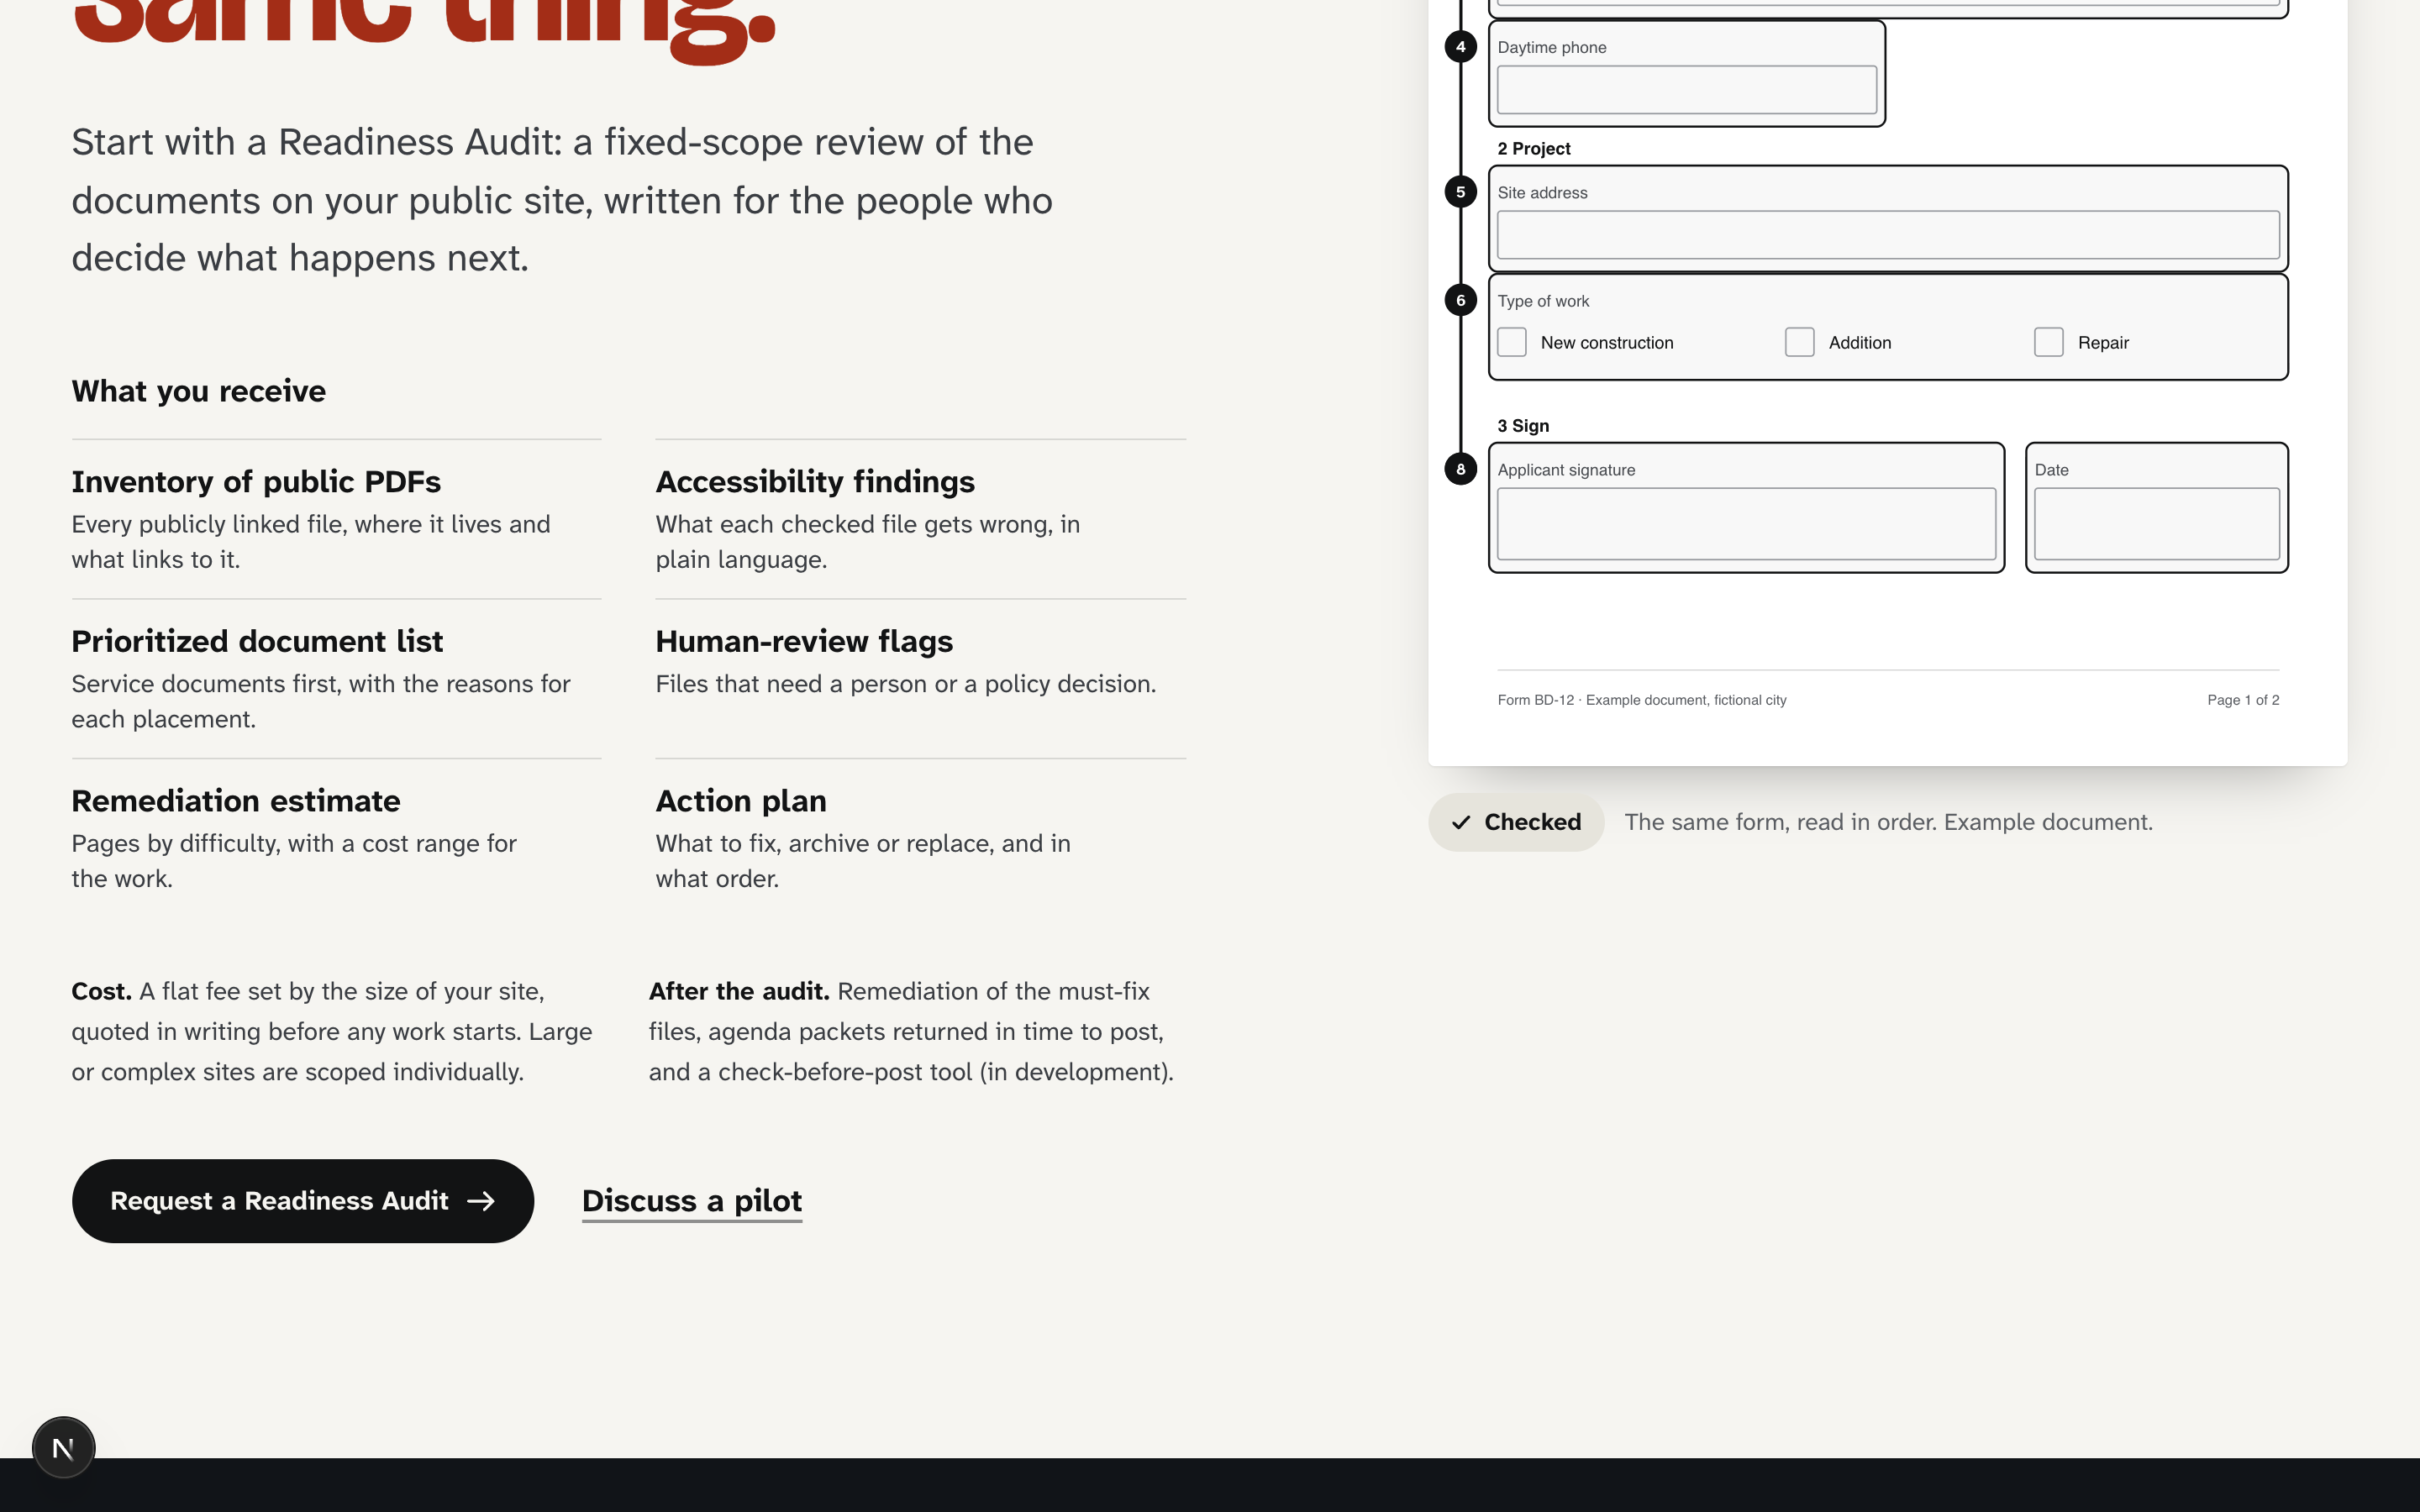 same thing.
Start with a Readiness Audit: a fixed-scope review of the
documents on your public site, written for the people who
decide what happens next.
What you receive
Inventory of public PDFs
Every publicly linked file, where it lives and
what links to it.
Accessibility findings
What each checked file gets wrong, in
plain language.
Prioritized document list
Service documents first, with the reasons for
each placement.
Human-review flags
Files that need a person or a policy decision.
Remediation estimate
Pages by difficulty, with a cost range for
the work.
Action plan
What to fix, archive or replace, and in
what order.
Cost. A flat fee set by the size of your site,
quoted in writing before any work starts. Large
or complex sites are scoped individually.
After the audit. Remediation of the must-fix
files, agenda packets returned in time to post,
and a check-before-post tool (in development).
Request a Readiness Audit →
Discuss a pilot
N
4
Daytime phone
2 Project
5
Site address
6
Type of work
New construction
Addition
Repair
3 Sign
8
Applicant signature
Date
Form BD-12 · Example document, fictional city
Page 1 of 2
Checked
The same form, read in order. Example document.